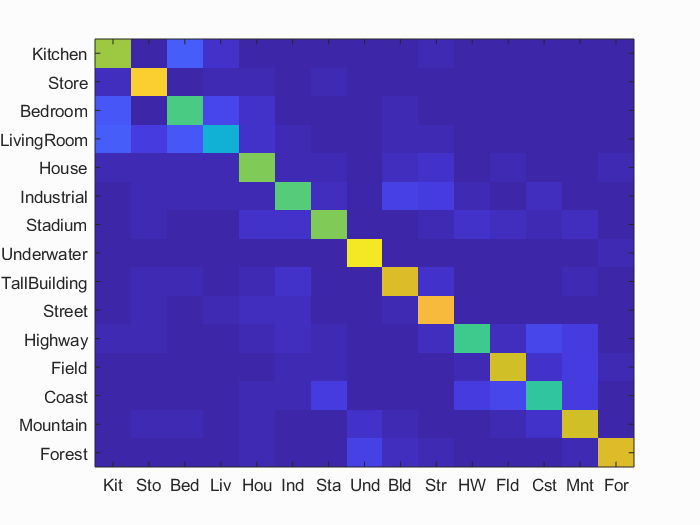 Kitchen
Store
Bedroom
LivingRoom
House
Industrial
Stadium
Underwater
TallBuilding
Street
Highway
Field
Coast
Mountain
Forest
Kit Sto Bed Liv Hou Ind Sta Und Bld Str HW Fld Cst Mnt For